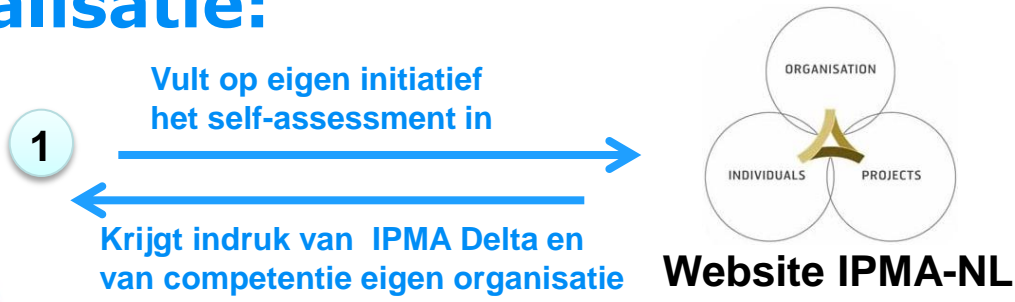 alisatie:
Vult op eigen initiatief
het self-assessment in
1
Krijgt indruk van IPMA Delta en
van competentie eigen organisatie
ORGANISATION
INDIVIDUALS
PROJECTS
Website IPMA-NL